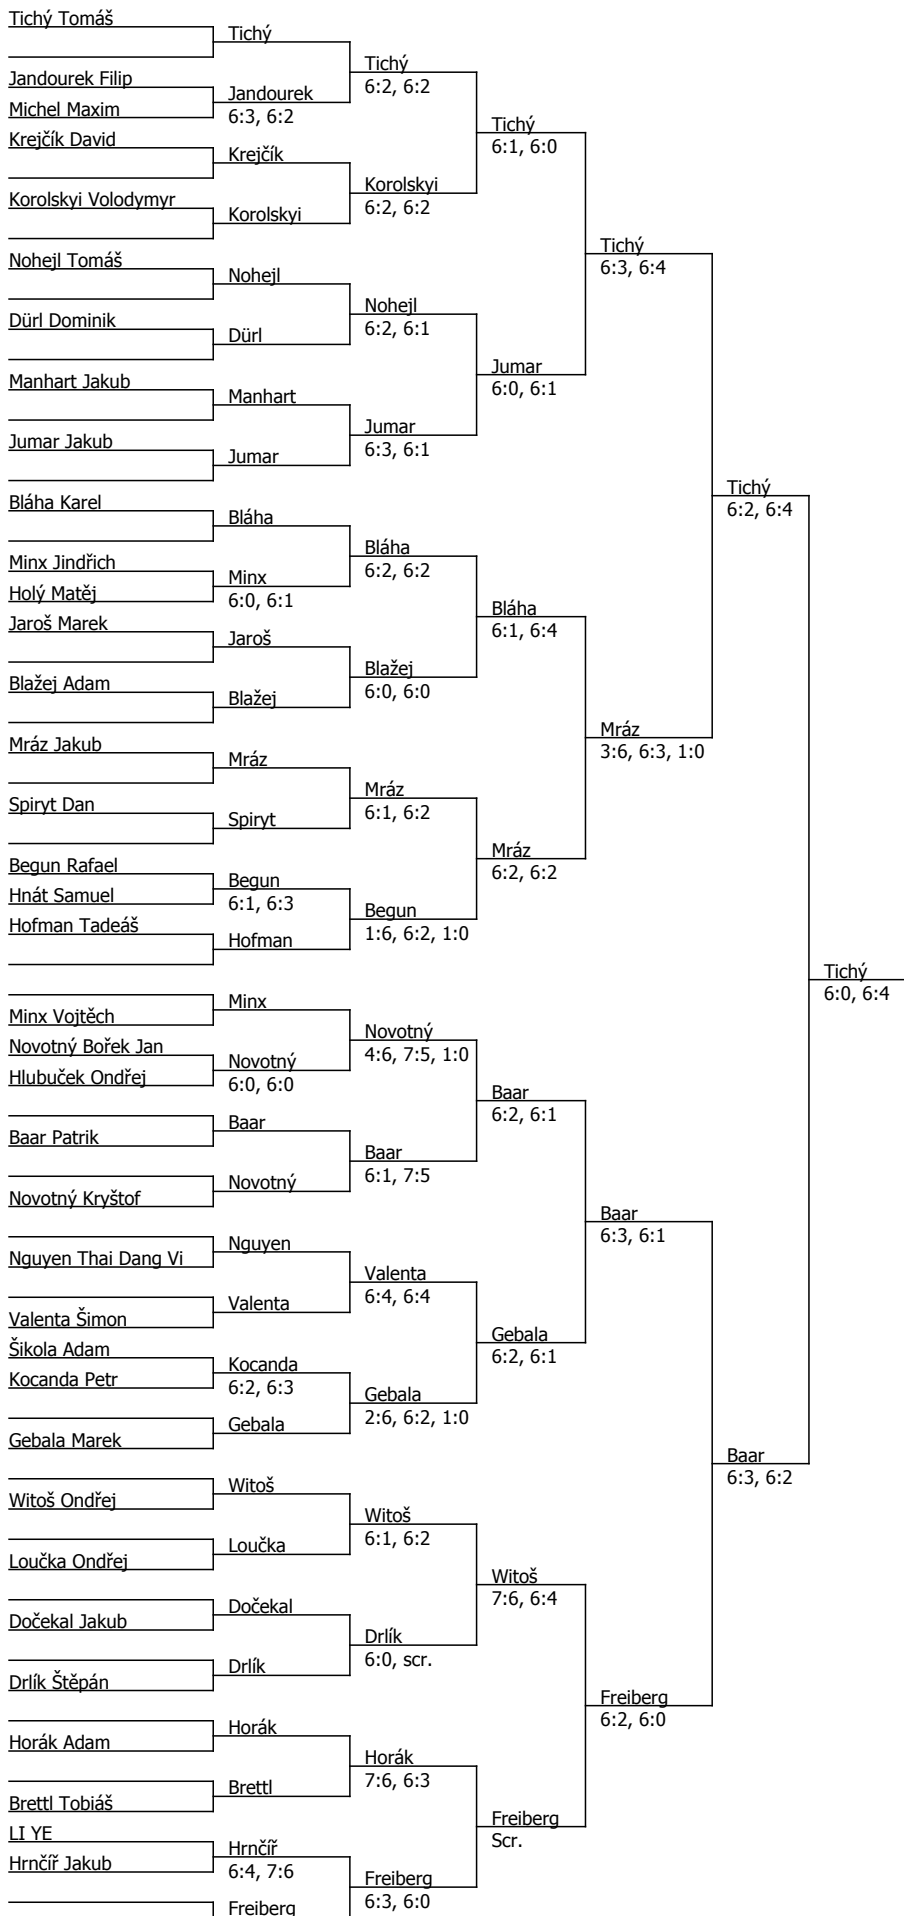 Tichý Tomáš
Tichý
Tichý
6:2, 6:2
Jandourek Filip
Jandourek
6:3, 6:2
Michel Maxim
Tichý
6:1, 6:0
Krejčík David
Krejčík
Korolskyi
6:2, 6:2
Korolskyi Volodymyr
Korolskyi
Tichý
6:3, 6:4
Nohejl Tomáš
Nohejl
Nohejl
6:2, 6:1
Dürl Dominik
Dürl
Jumar
6:0, 6:1
Manhart Jakub
Manhart
Jumar
6:3, 6:1
Jumar Jakub
Jumar
Tichý
6:2, 6:4
Bláha Karel
Bláha
Bláha
6:2, 6:2
Minx Jindřich
Minx
6:0, 6:1
Holý Matěj
Bláha
6:1, 6:4
Jaroš Marek
Jaroš
Blažej
6:0, 6:0
Blažej Adam
Blažej
Mráz
3:6, 6:3, 1:0
Mráz Jakub
Mráz
Mráz
6:1, 6:2
Spiryt Dan
Spiryt
Mráz
6:2, 6:2
Begun Rafael
Begun
6:1, 6:3
Hnát Samuel
Begun
1:6, 6:2, 1:0
Hofman Tadeáš
Hofman
Tichý
6:0, 6:4
Minx
Minx Vojtěch
Novotný
4:6, 7:5, 1:0
Novotný Bořek Jan
Novotný
6:0, 6:0
Hlubuček Ondřej
Baar
6:2, 6:1
Baar
Baar Patrik
Baar
6:1, 7:5
Novotný
Novotný Kryštof
Baar
6:3, 6:1
Nguyen
Nguyen Thai Dang Vi
Valenta
6:4, 6:4
Valenta
Valenta Šimon
Gebala
6:2, 6:1
Šikola Adam
Kocanda
6:2, 6:3
Kocanda Petr
Gebala
2:6, 6:2, 1:0
Gebala
Gebala Marek
Baar
6:3, 6:2
Witoš
Witoš Ondřej
Witoš
6:1, 6:2
Loučka
Loučka Ondřej
Witoš
7:6, 6:4
Dočekal
Dočekal Jakub
Drlík
6:0, scr.
Drlík
Drlík Štěpán
Freiberg
6:2, 6:0
Horák
Horák Adam
Horák
7:6, 6:3
Brettl
Brettl Tobiáš
Freiberg
Scr.
LI YE
Hrnčíř
6:4, 7:6
Hrnčíř Jakub
Freiberg
6:3, 6:0
Freiberg